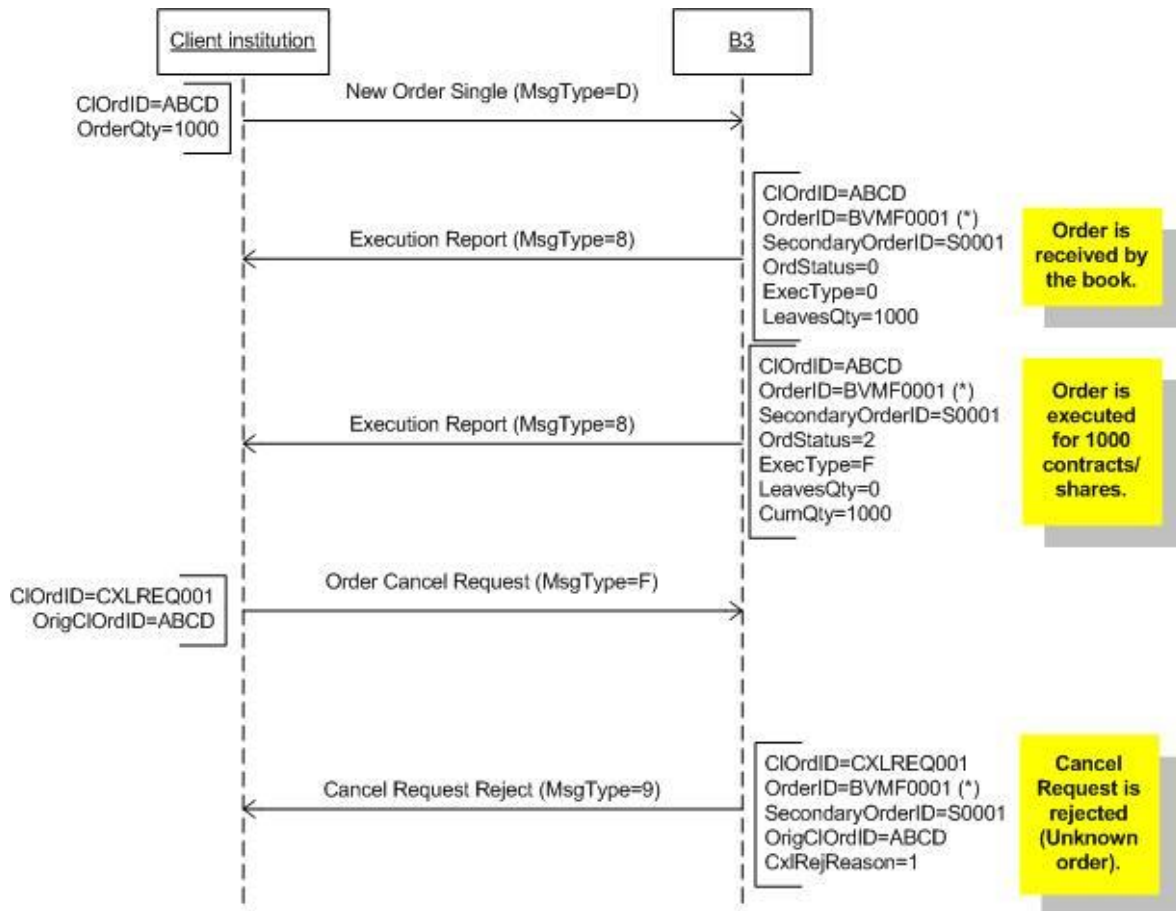 Client institution
B3
New Order Single (MsgType=D)
ClOrdID=ABCD
OrderQty=1000
ClOrdID=ABCD
OrderID=BVMF0001 (*)
SecondaryOrderID=S0001
OrdStatus=0
ExecType=0
LeavesQty=1000
Execution Report (MsgType=8)
Order is
received by
the book.
ClOrdID=ABCD
OrderID=BVMF0001 (*)
SecondaryOrderID=S0001
OrdStatus=2
ExecType=F
LeavesQty=0
CumQty=1000
Execution Report (MsgType=8)
Order is
executed
for 1000
contracts/
shares.
Order Cancel Request (MsgType=F)
ClOrdID=CXLREQ001
OrigClOrdID=ABCD
ClOrdID=CXLREQ001
OrderID=BVMF0001 (*)
SecondaryOrderID=S0001
OrigClOrdID=ABCD
CxlRejReason=1
Cancel Request Reject (MsgType=9)
Cancel
Request is
rejected
(Unknown
order).